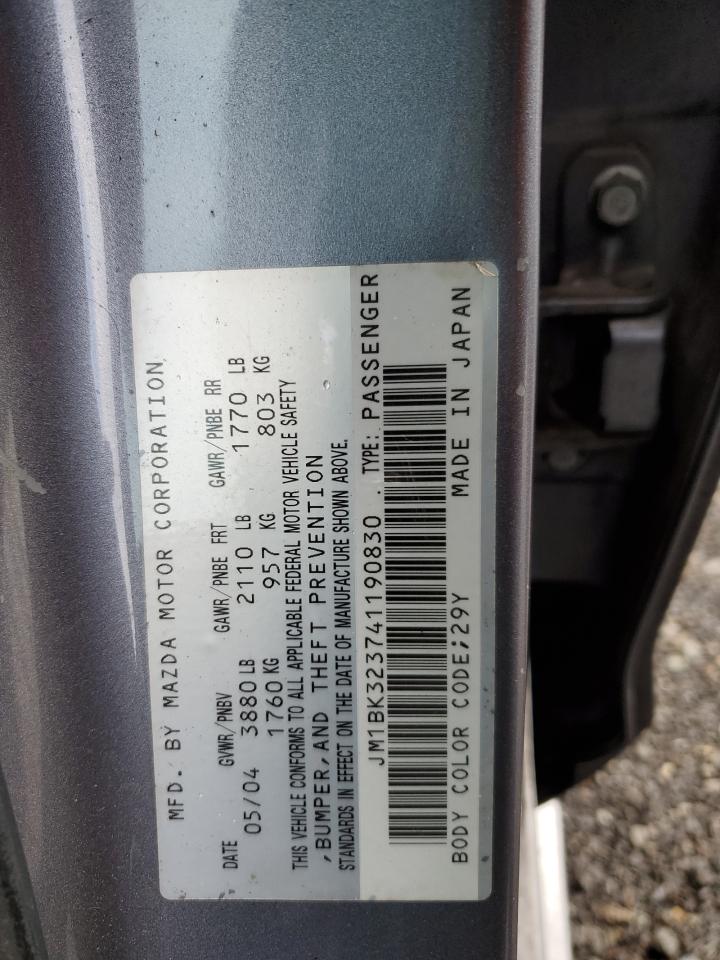 MFD. BY MAZDA MOTOR CORPORATION
DATE GVWR/PNBV GAWR/PNBE FRT GAWR/PNBE RR
05/04 3880 LB 2110 LB 1770 LB
1760 KG 957 KG 803 KG
THIS VEHICLE CONFORMS TO ALL APPLICABLE FEDERAL MOTOR VEHICLE SAFETY
,BUMPER,AND THEFT PREVENTION
STANDARDS IN EFFECT ON THE DATE OF MANUFACTURE SHOWN ABOVE.
JM1BK323741190830 . TYPE: PASSENGER
BODY COLOR CODE;29Y MADE IN JAPAN